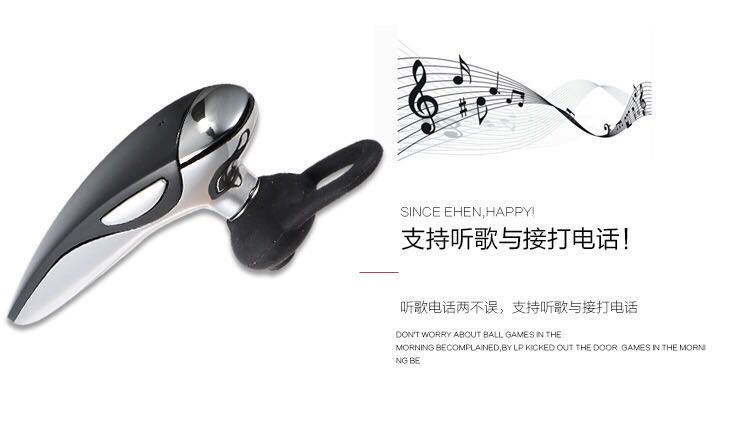 SINCE EHEN,HAPPY!
支持听歌与接打电话！
听歌电话两不误，支持听歌与接打电话
DON'T WORRY ABOUT BALL GAMES IN THE
MORNING BECOMPLAINED,BY LP KICKED OUT THE DOOR GAMES IN THE MORNI
NG BE